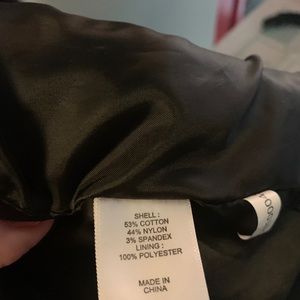 SHELL :
53% COTTON
44% NYLON
3% SPANDEX
LINING :
100% POLYESTER
MADE IN
CHINA